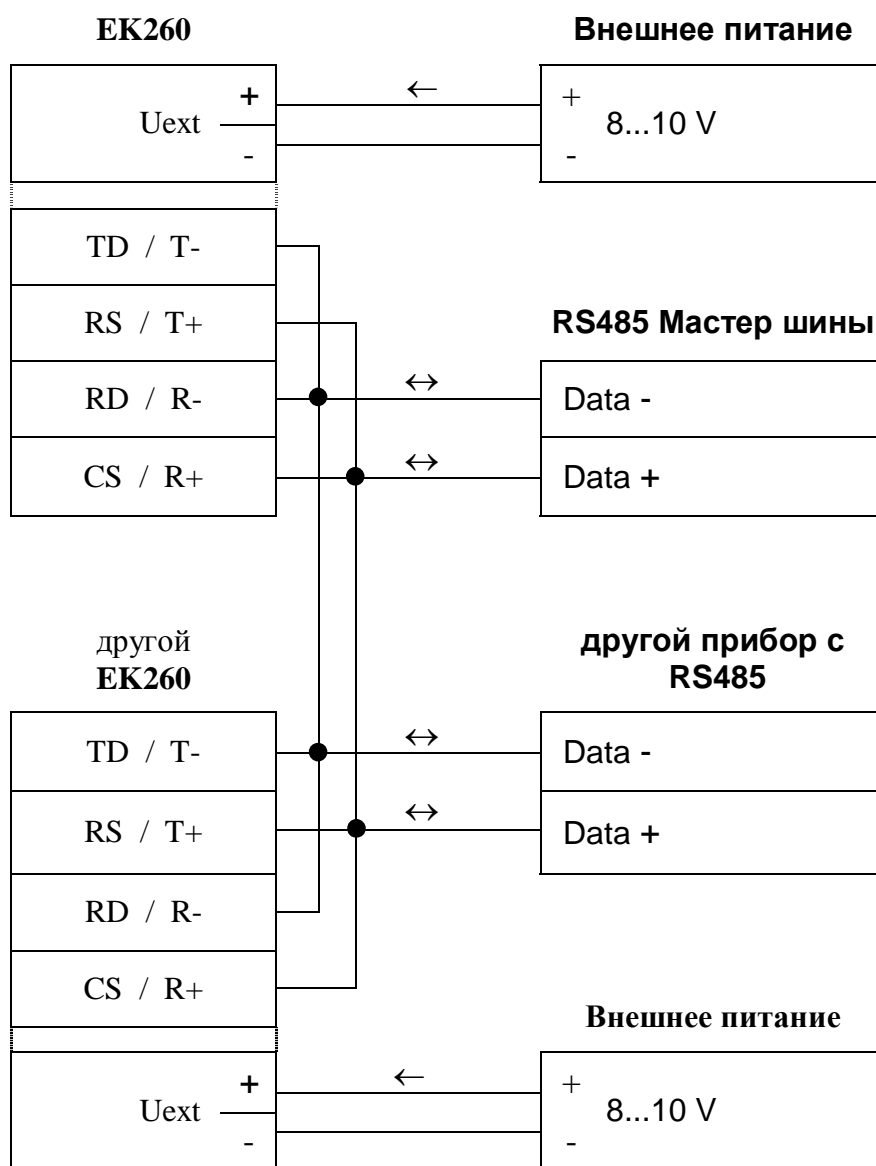 EK260 Внешнее питание
+ ← +
Uext 8...10 V
- -
TD / T-
RS / T+ RS485 Мастер шины
RD / R- ↔ Data -
CS / R+ ↔ Data +
другой другой прибор с
EK260 RS485
TD / T- ↔ Data -
RS / T+ ↔ Data +
RD / R-
CS / R+
Внешнее питание
+ ← +
Uext 8...10 V
- -